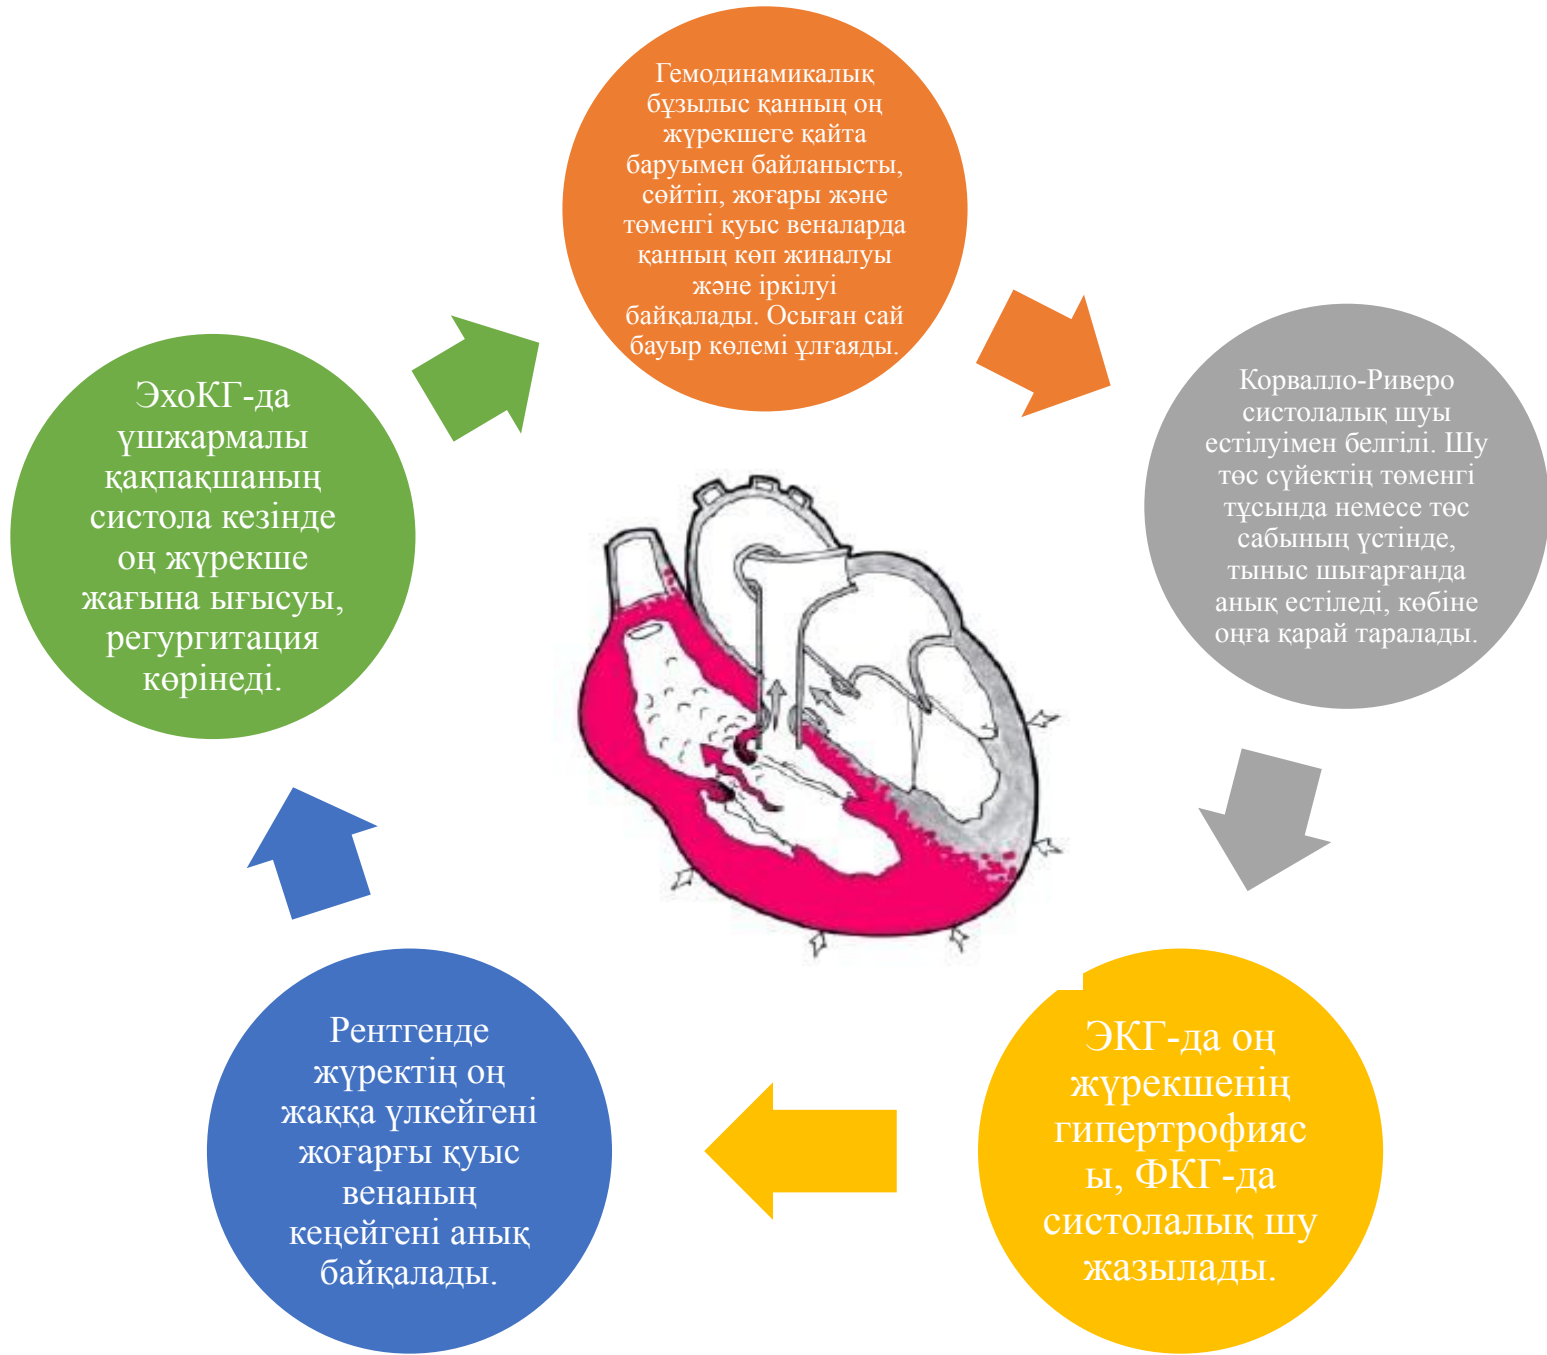 Гемодинамикалық
бұзылыс қанның оң
жүрекшеге қайта
баруымен байланысты,
сөйтіп, жоғары және
төменгі қуыс веналарда
қанның көп жиналуы
және іркілуі
байқалады. Осыған сай
бауыр көлемі ұлғаяды.
Корвалло-Риверо
систолалық шуы
естілуімен белгілі. Шу
төс сүйектің төменгі
тұсында немесе төс
сабының үстінде,
тыныс шығарғанда
анық естіледі, көбіне
оңға қарай таралады.
ЭКГ-да оң
жүрекшенің
гипертрофияс
ы, ФКГ-да
систолалық шу
жазылады.
Рентгенде
жүректің оң
жаққа үлкейгені
жоғарғы қуыс
венаның
кеңейгені анық
байқалады.
ЭхоКГ-да
үшжармалы
қақпақшаның
систола кезінде
оң жүрекше
жағына ығысуы,
регургитация
көрінеді.